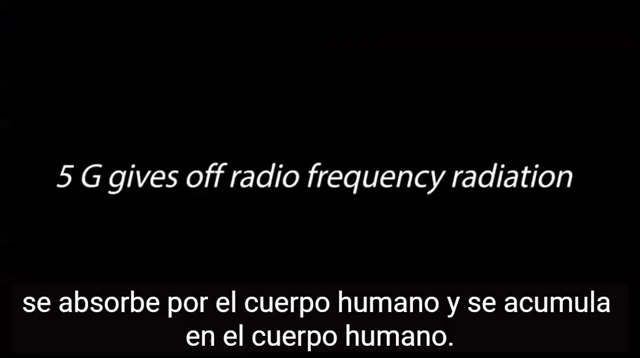 5 G gives off radio frequency radiation
se absorbe por el cuerpo humano y se acumula
en el cuerpo humano.